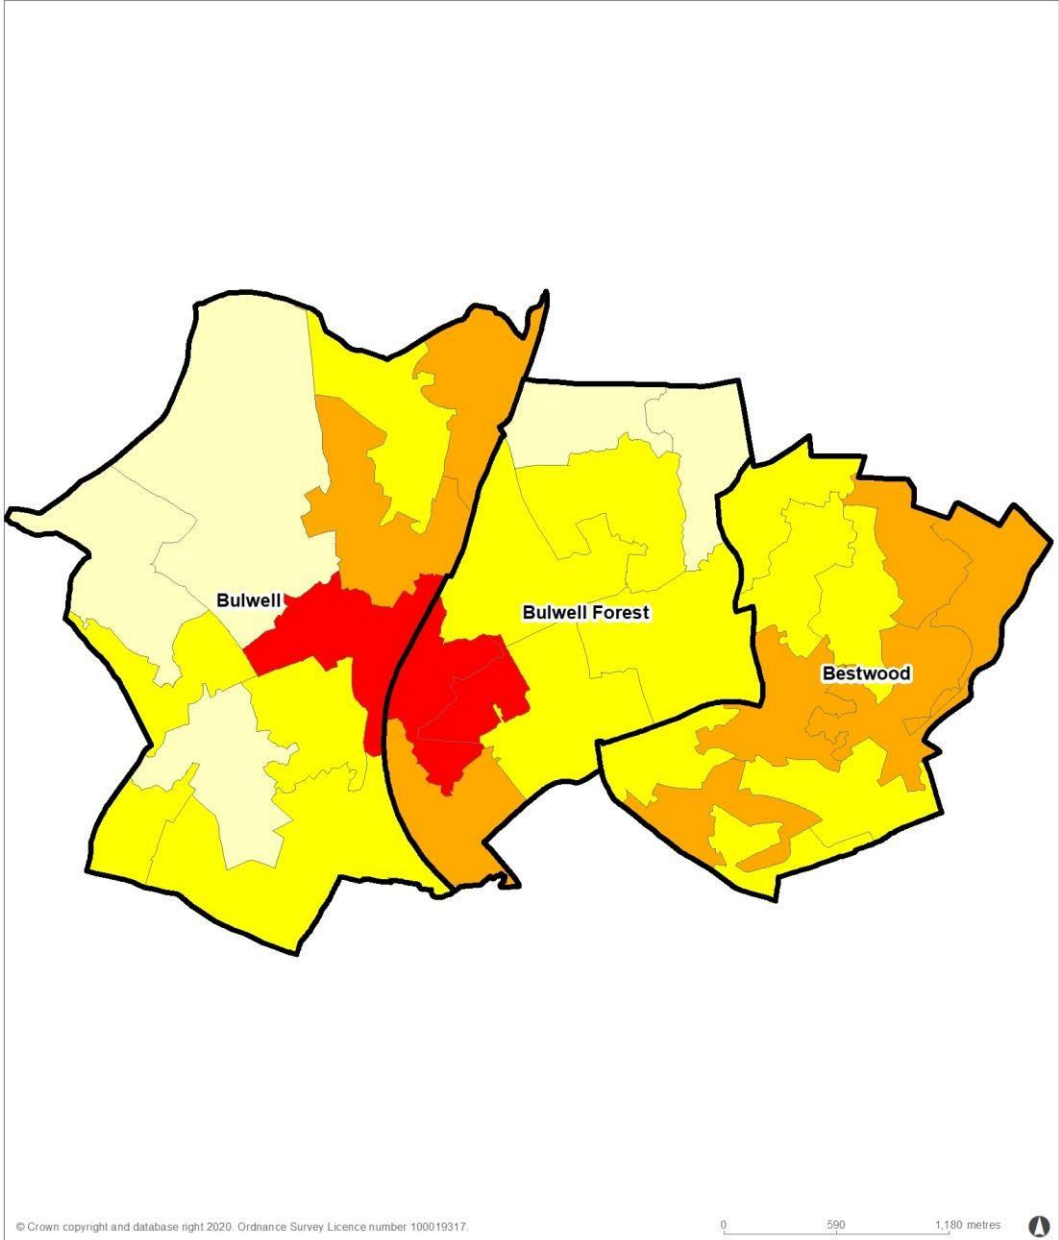 Bulwell
Bulwell Forest
Bestwood
© Crown copyright and database right 2020. Ordnance Survey Licence number 100019317.
0 590 1,180 metres